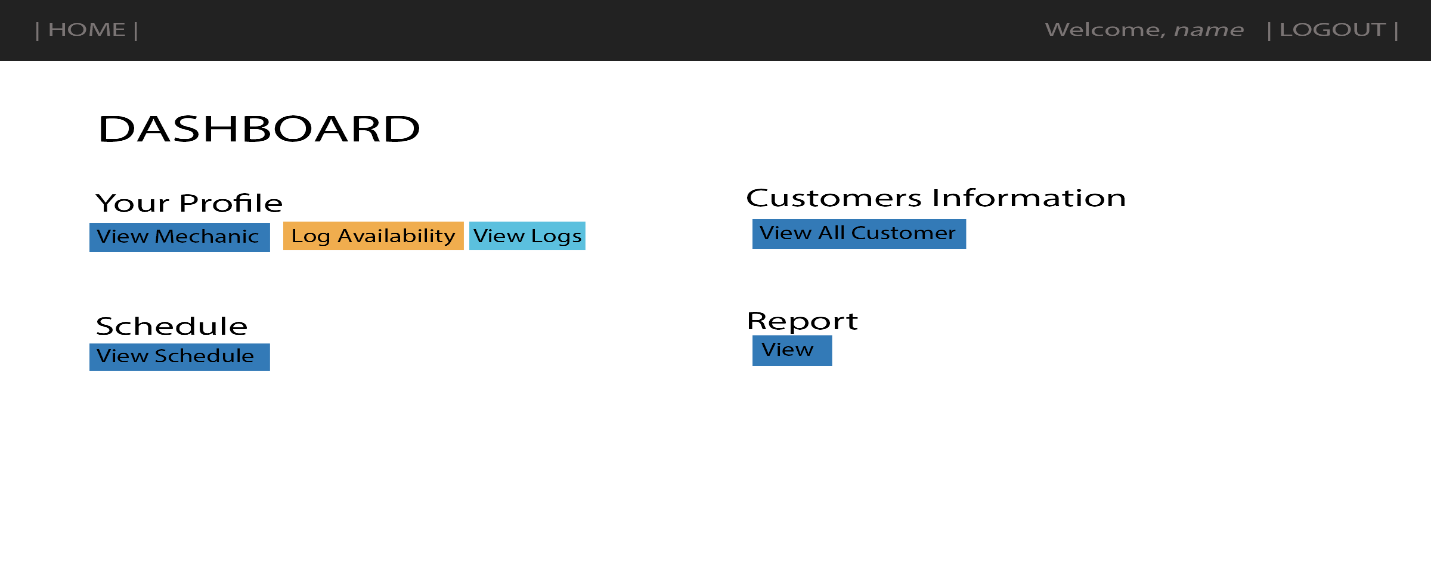 | HOME |
Welcome, name | LOGOUT |
DASHBOARD
Your Profile
View Mechanic
Log Availability
View Logs
Customers Information
View All Customer
Schedule
View Schedule
Report
View